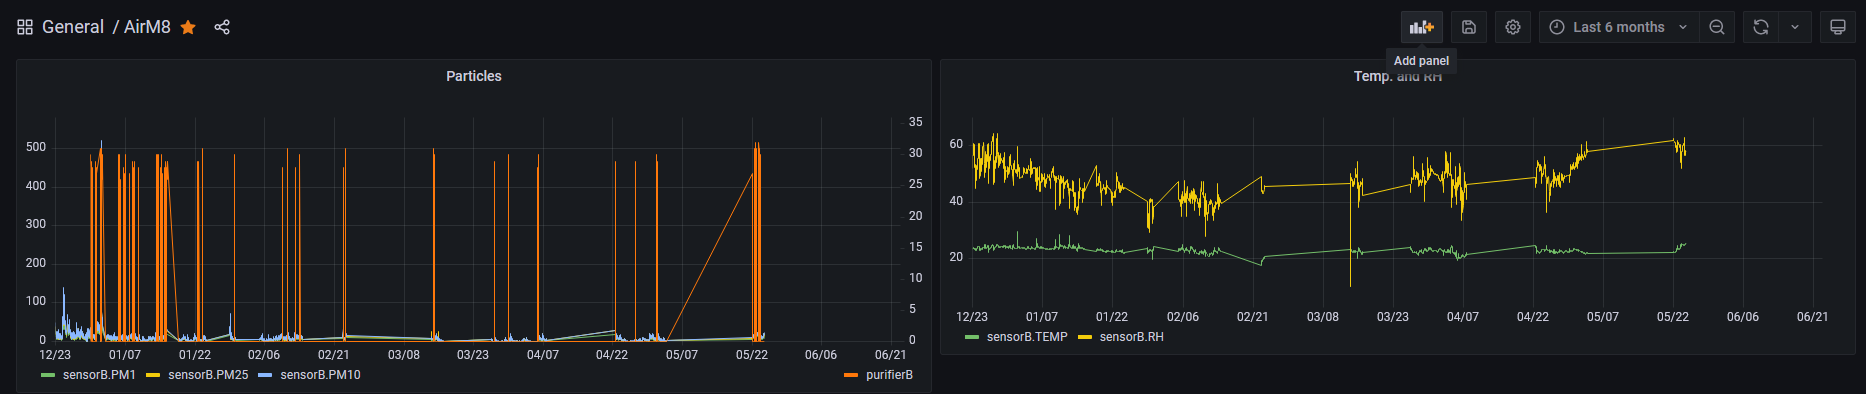 General / AirM8
Last 6 months
Add panel
Particles
500
400
300
200
100
0
35
30
25
20
15
10
5
0
12/23 01/07 01/22 02/06 02/21 03/08 03/23 04/07 04/22 05/07 05/22 06/06 06/21
sensorB.PM1 sensorB.PM25 sensorB.PM10 purifierB
Temp. and RH
60
40
20
12/23 01/07 01/22 02/06 02/21 03/08 03/23 04/07 04/22 05/07 05/22 06/06 06/21
sensorB.TEMP sensorB.RH